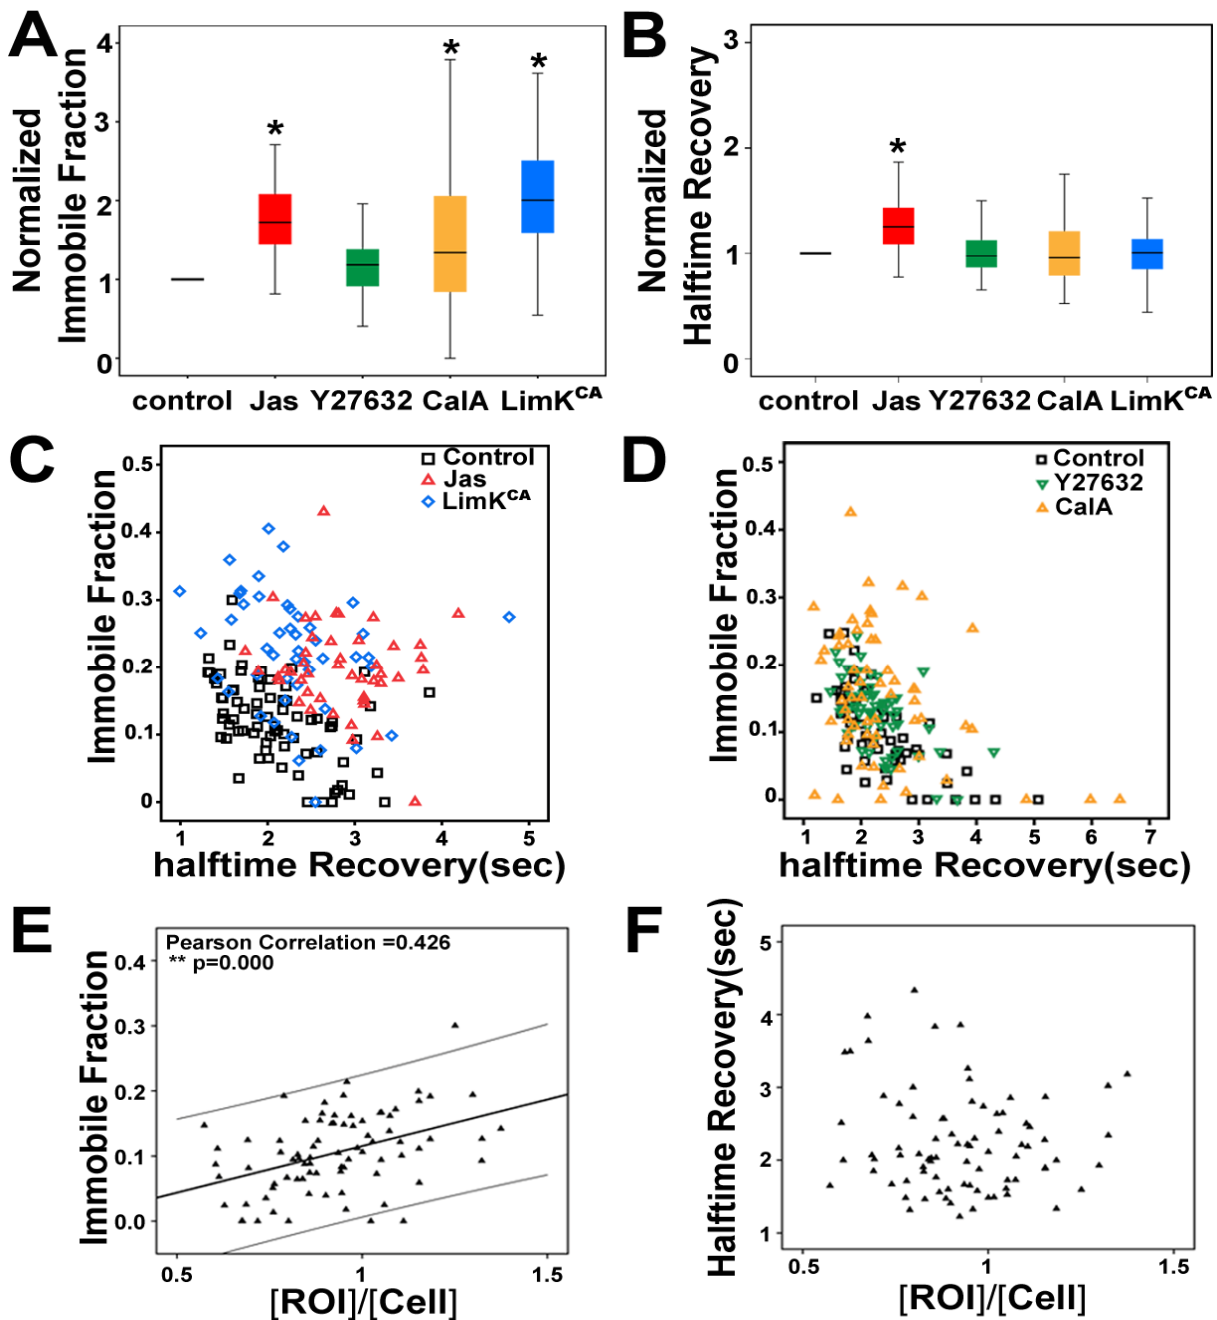 A
Normalized
Immobile Fraction
4
3
2
1
0
*
*
*
control Jas Y27632 CalA LimK^CA
B
Normalized
Halftime Recovery
3
2
1
0
*
control Jas Y27632 CalA LimK^CA
C
Immobile Fraction
0.5
0.4
0.3
0.2
0.1
0
Control
Jas
LimK^CA
1 2 3 4 5
halftime Recovery(sec)
D
Immobile Fraction
0.5
0.4
0.3
0.2
0.1
0
Control
Y27632
CalA
1 2 3 4 5 6 7
halftime Recovery(sec)
E
Immobile Fraction
Pearson Correlation =0.426
** p=0.000
0.4
0.3
0.2
0.1
0.0
0.5 1 1.5
[ROI]/[Cell]
F
Halftime Recovery(sec)
5
4
3
2
1
0.5 1 1.5
[ROI]/[Cell]